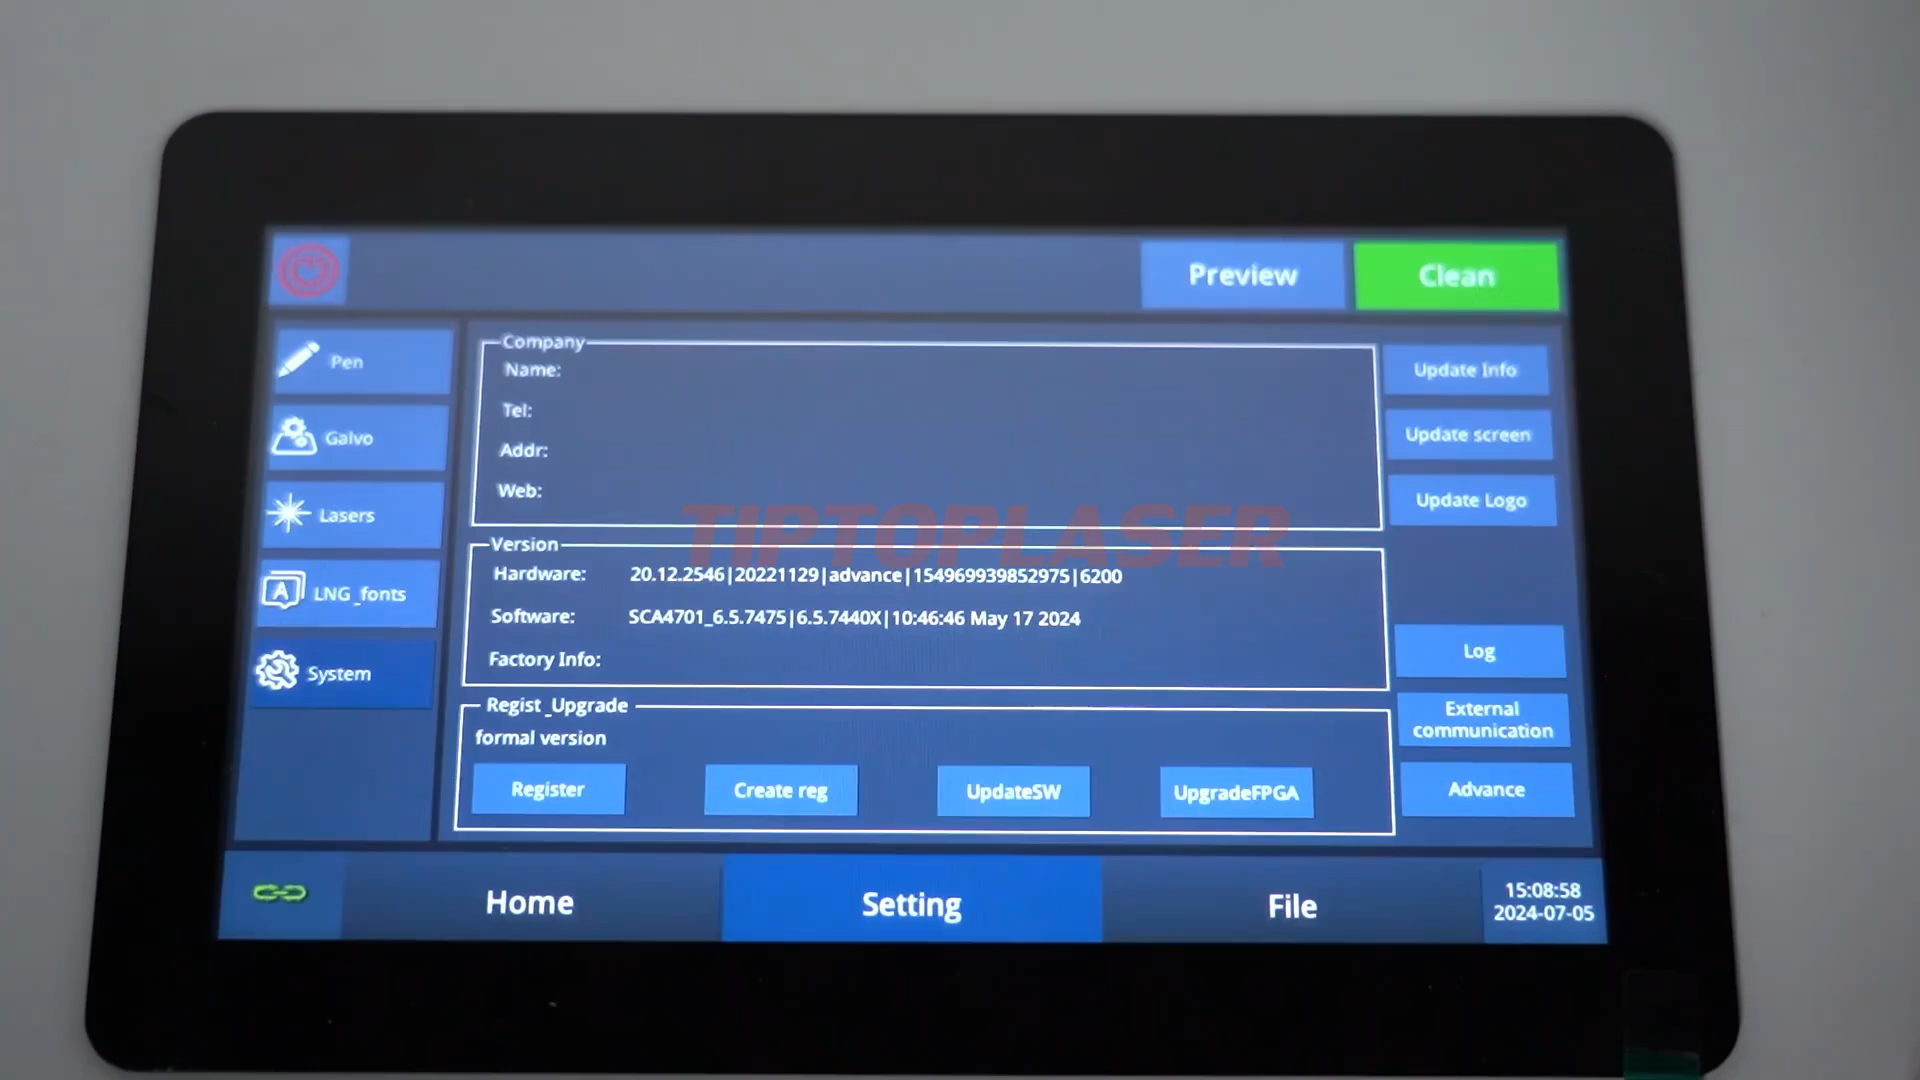 Preview
Clean
Pen
Galvo
Lasers
LNG_fonts
System
Company
Name:
Tel:
Addr:
Web:
TIPTOPLASER
Version
Hardware: 20.12.2546|20221129|advance|154969939852975|6200
Software: SCA4701_6.5.7475|6.5.7440X|10:46:46 May 17 2024
Factory Info:
Regist_Upgrade
formal version
Register
Create reg
UpdateSW
UpgradeFPGA
Update Info
Update screen
Update Logo
Log
External
communication
Advance
Home
Setting
File
15:08:58
2024-07-05